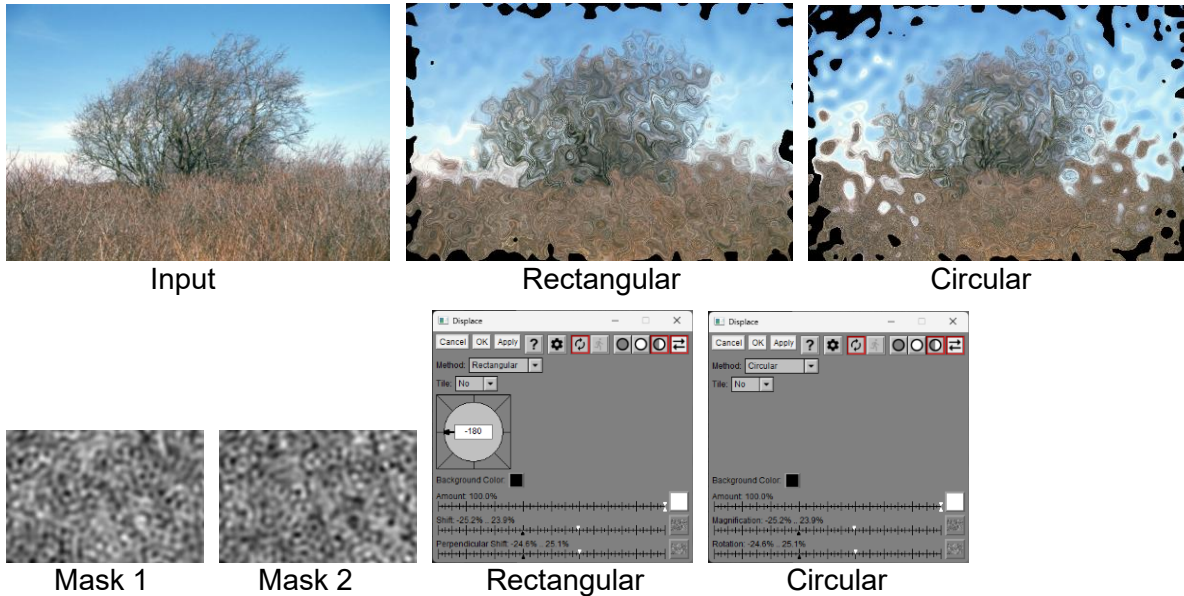 Input
Rectangular
Circular
Displace
Cancel OK Apply ?
Method: Rectangular
Tile: No
-180
Background Color:
Amount: 100.0%
Shift: -25.2% .. 23.9%
Perpendicular Shift: -24.6% .. 25.1%
Displace
Cancel OK Apply ?
Method: Circular
Tile: No
Background Color:
Amount: 100.0%
Magnification: -25.2% .. 23.9%
Rotation: -24.6% .. 25.1%
Mask 1
Mask 2
Rectangular
Circular